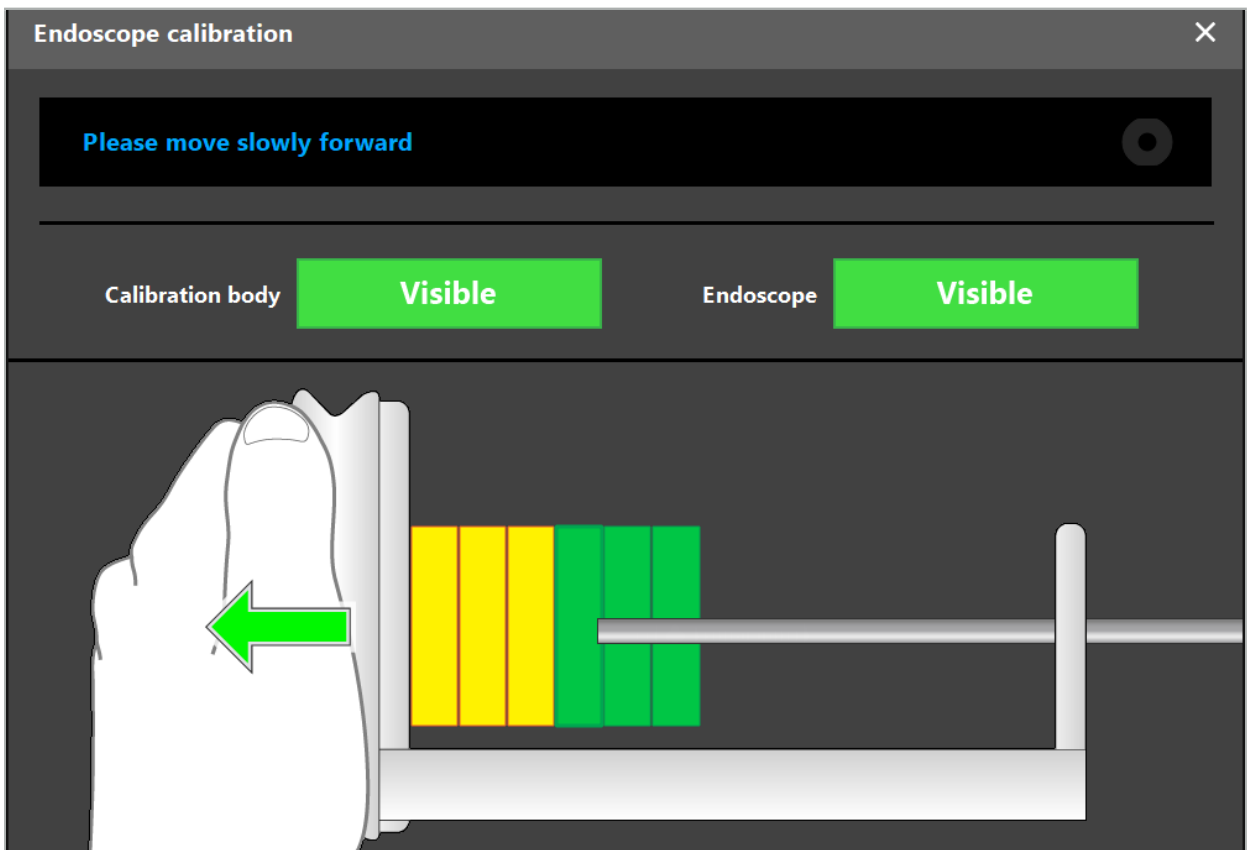 Endoscope calibration
Please move slowly forward
Calibration body
Visible
Endoscope
Visible